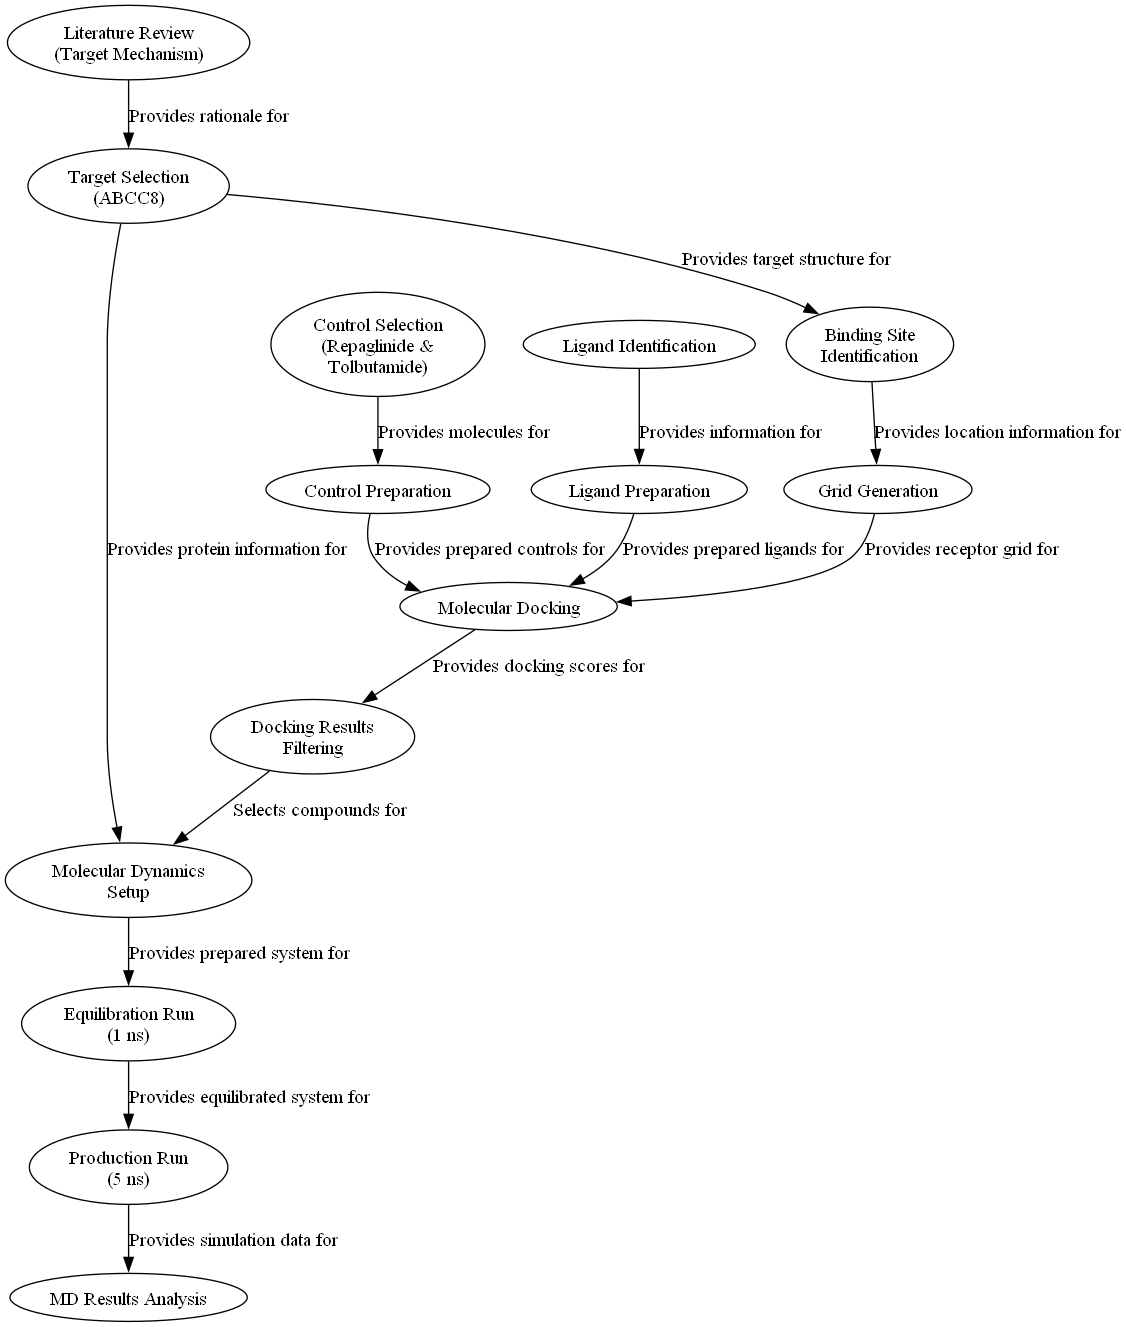 Literature Review
(Target Mechanism)
Provides rationale for
Target Selection
(ABCC8)
Provides target structure for
Control Selection
(Repaglinide &
Tolbutamide)
Ligand Identification
Binding Site
Identification
Provides molecules for
Provides information for
Provides location information for
Control Preparation
Ligand Preparation
Grid Generation
Provides protein information for
Provides prepared controls for
Provides prepared ligands for
Provides receptor grid for
Molecular Docking
Provides docking scores for
Docking Results
Filtering
Selects compounds for
Molecular Dynamics
Setup
Provides prepared system for
Equilibration Run
(1 ns)
Provides equilibrated system for
Production Run
(5 ns)
Provides simulation data for
MD Results Analysis